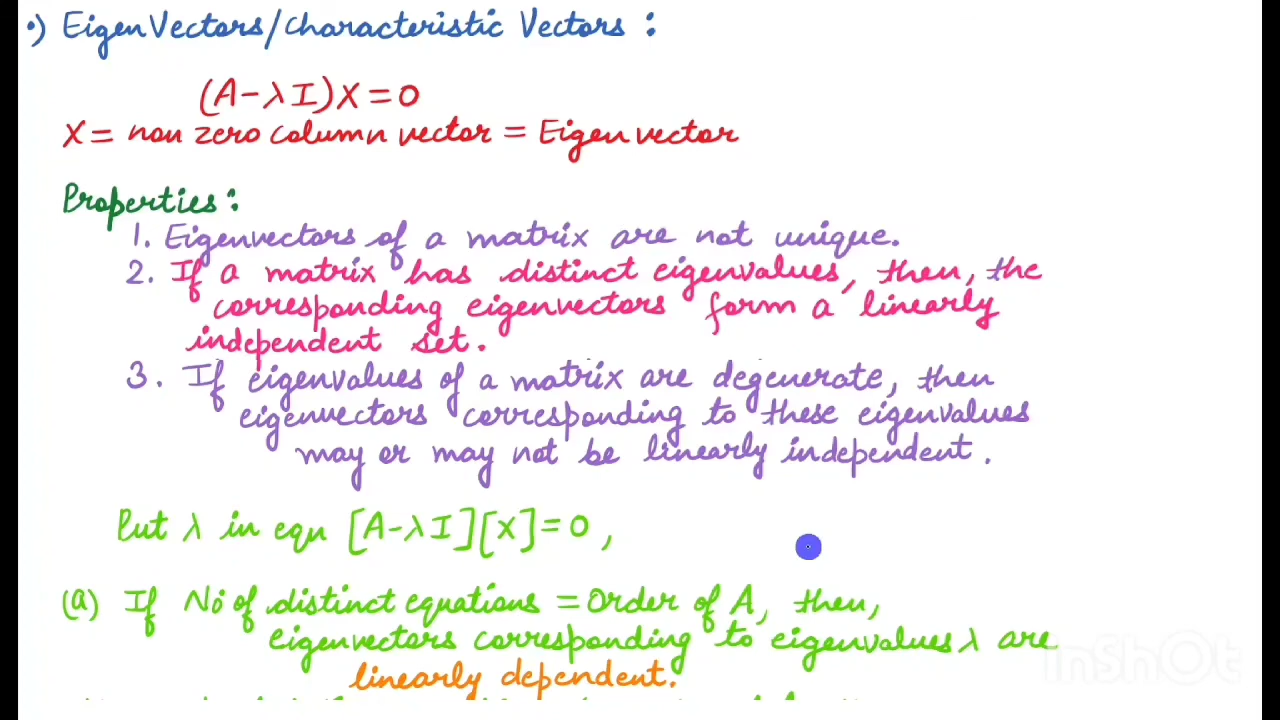 •) EigenVectors/Characteristic Vectors :
(A-λI)X=0
X = non zero column vector = Eigen vector
Properties :
1. Eigenvectors of a matrix are not unique.
2. If a matrix has distinct eigenvalues, then, the
corresponding eigenvectors form a linearly
independent set.
3. If eigenvalues of a matrix are degenerate, then
eigenvectors corresponding to these eigenvalues
may or may not be linearly independent.
Put λ in equ [A-λI][X]=0,
(a) If No of distinct equations = Order of A, then,
eigenvectors corresponding to eigenvalues λ are
linearly dependent.
InShOt